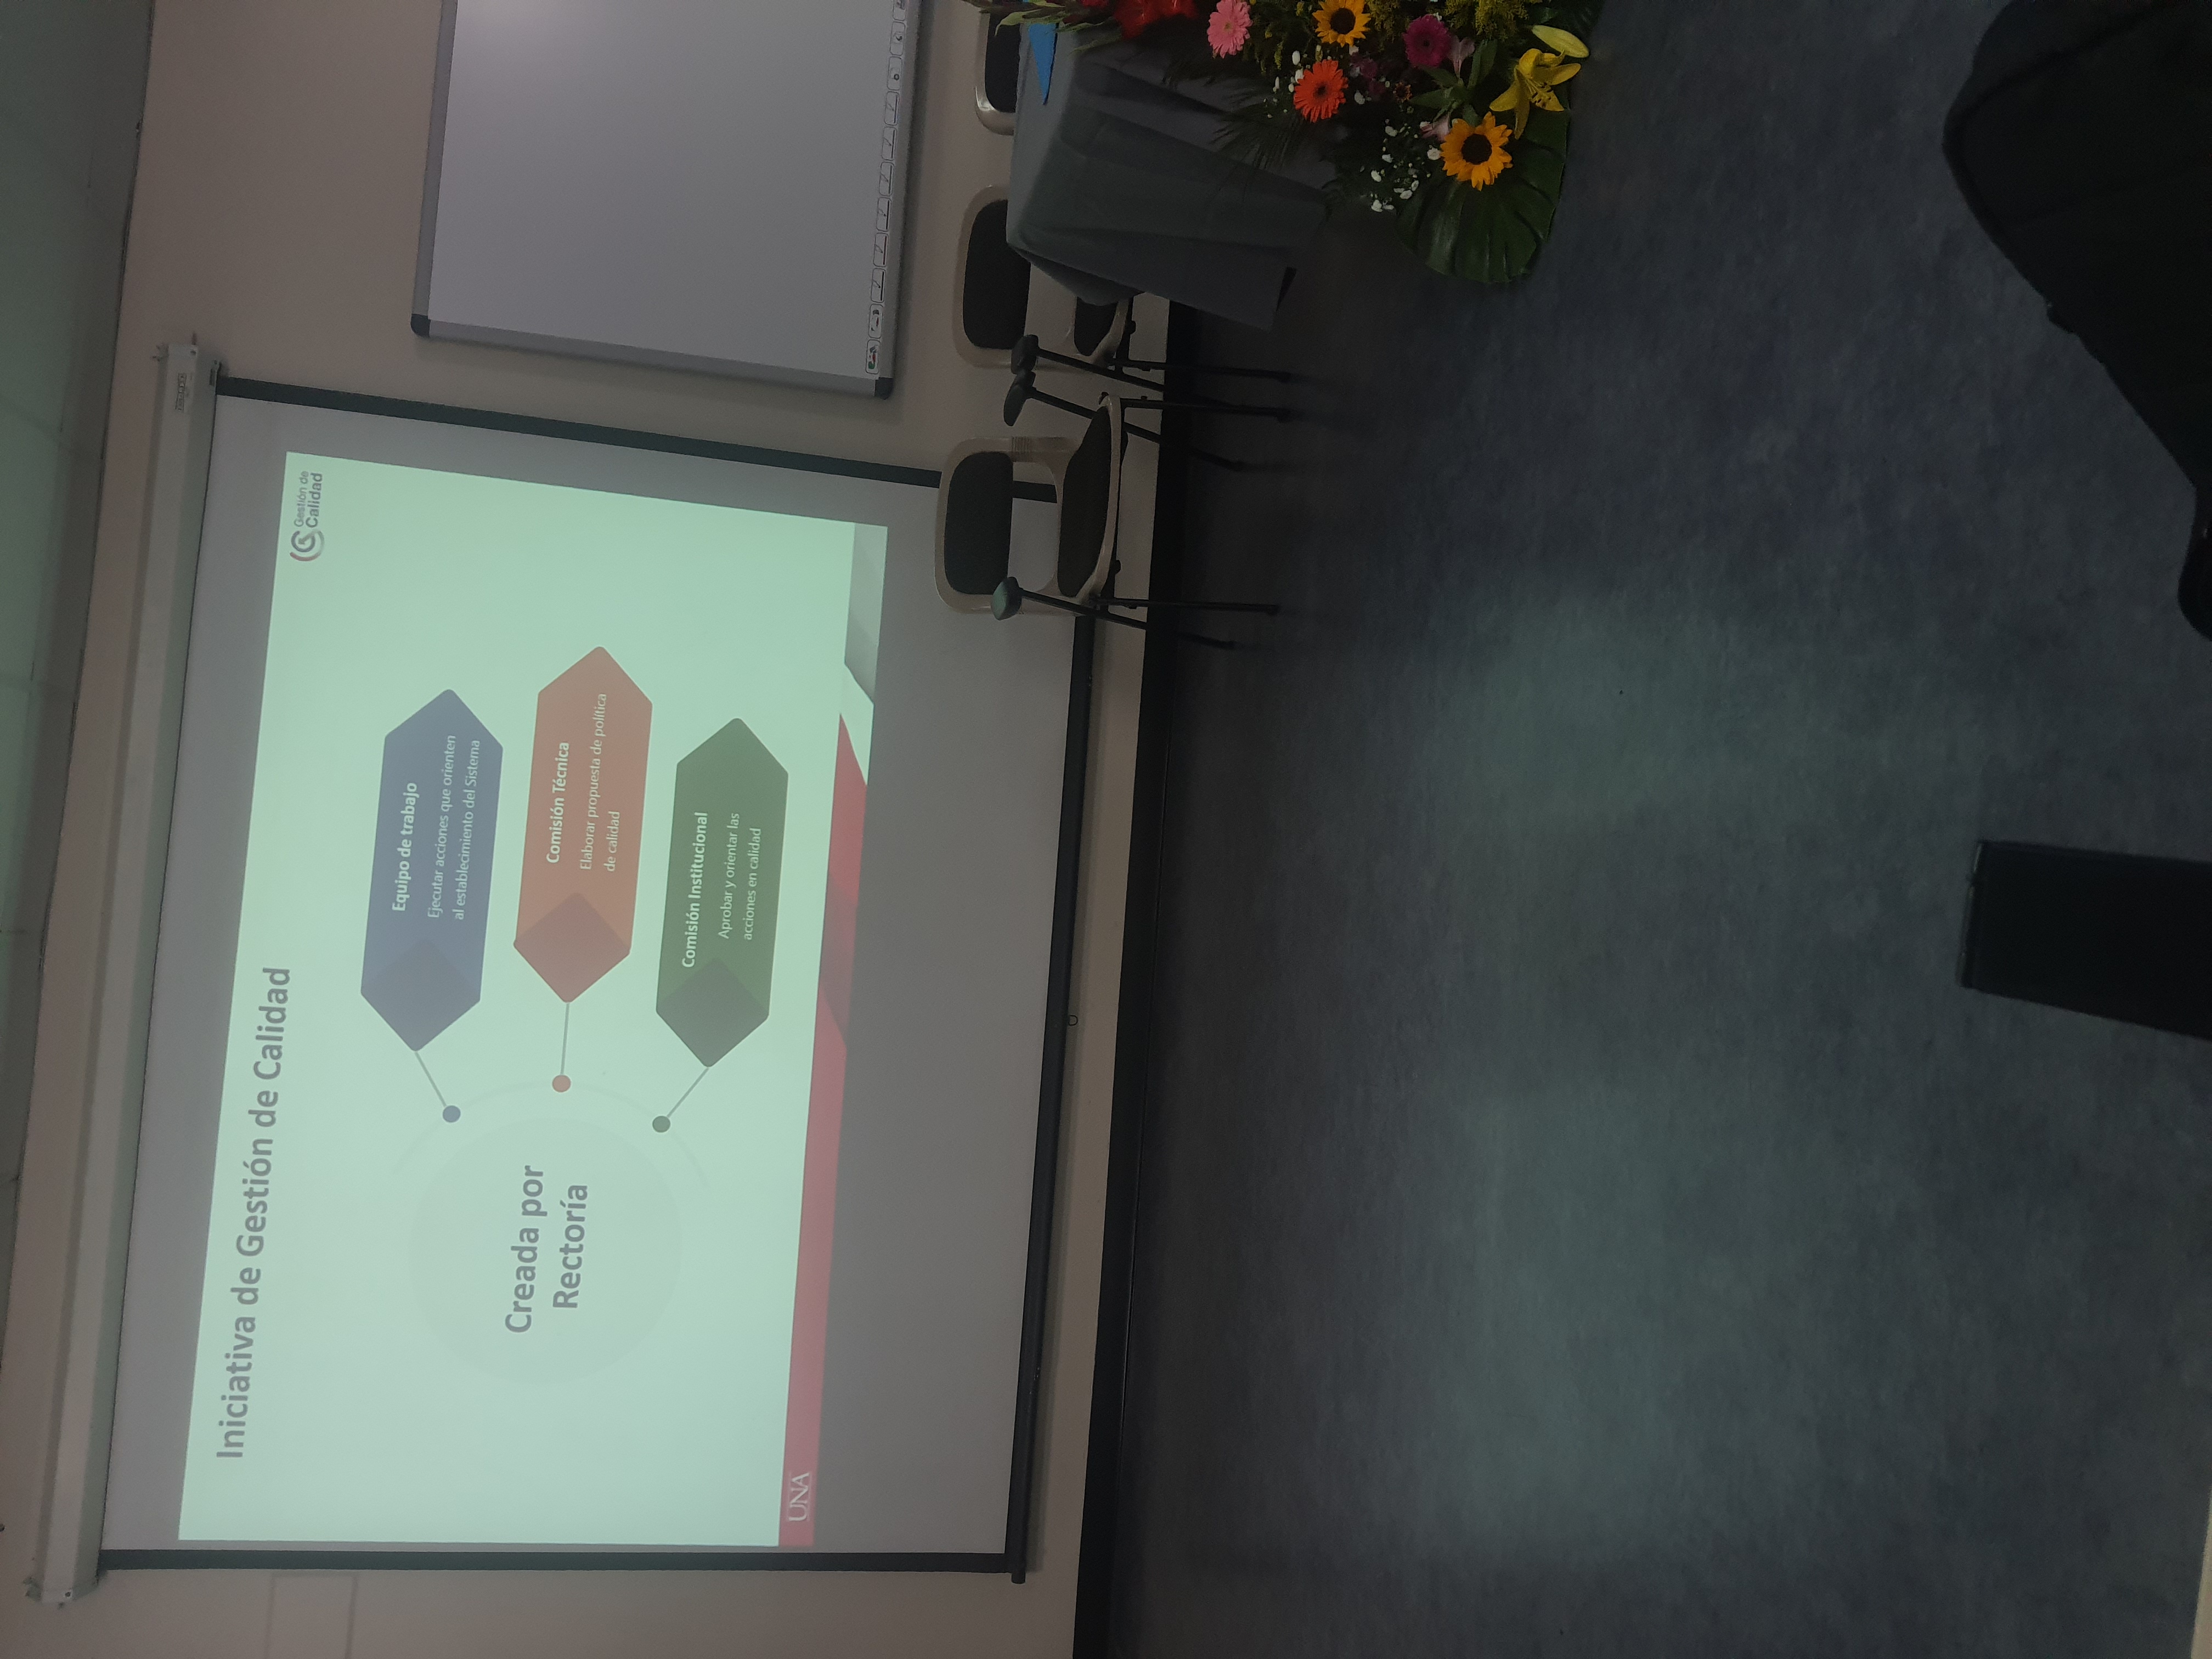 Iniciativa de Gestión de Calidad
Gestión de
Calidad
Creada por
Rectoría
Equipo de trabajo
Ejecutar acciones que orienten
al establecimiento del Sistema
Comisión Técnica
Elaborar propuesta de política
de calidad
Comisión Institucional
Aprobar y orientar las
acciones en calidad
UNA